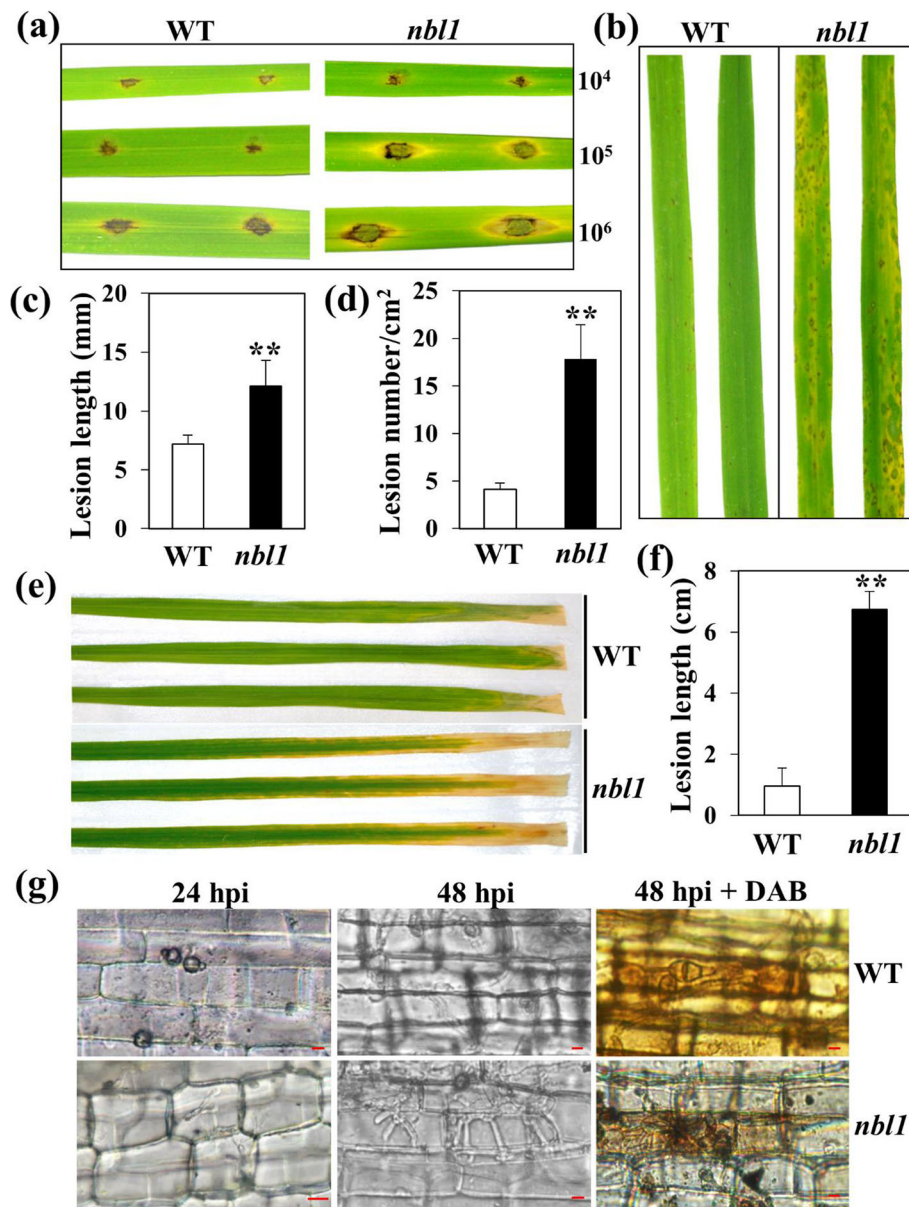 (a) WT nbl1
10⁴
10⁵
10⁶
(b) WT nbl1
(c)
Lesion length (mm)
20
15
10
5
0
**
WT nbl1
(d)
Lesion number/cm²
25
20
15
10
5
0
**
WT nbl1
(e)
WT
nbl1
(f)
Lesion length (cm)
8
6
4
2
0
**
WT nbl1
(g)
24 hpi 48 hpi 48 hpi + DAB
WT
nbl1